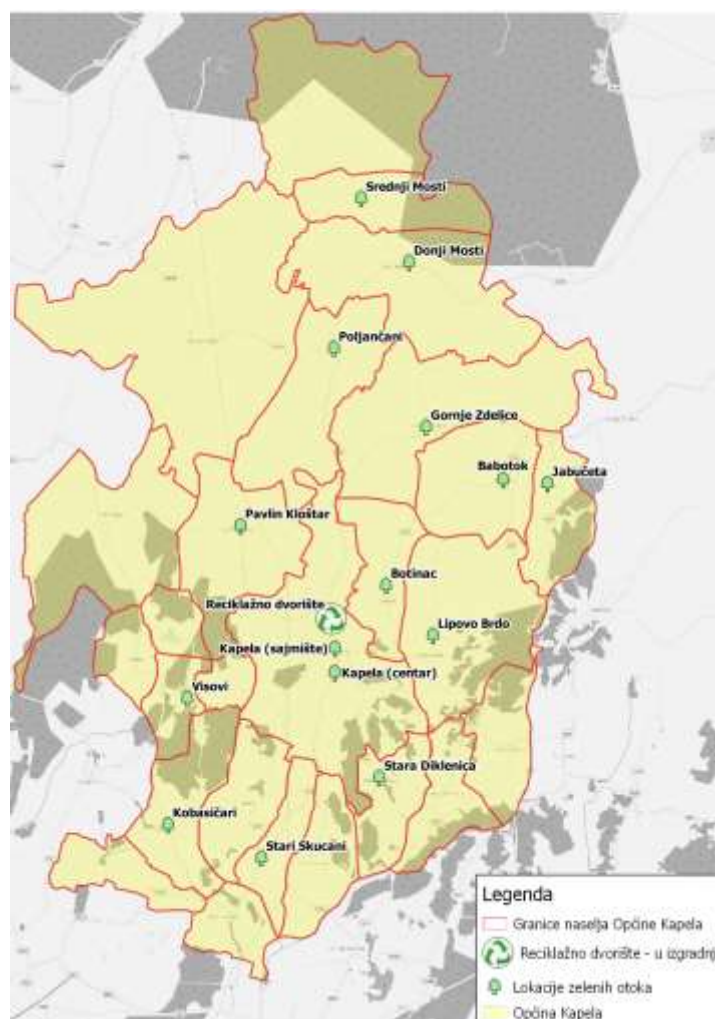 Srednji Mosti
Donji Mosti
Poljančani
Gornje Zdelice
Babotok
Jabučeta
Pavlin Kloštar
Botinac
Reciklažno dvorište
Lipovo Brdo
Kapela (sajmište)
Kapela (centar)
Visovi
Stara Diklenica
Kobasičari
Stari Skucani
Legenda
Granice naselja Općine Kapela
Reciklažno dvorište - u izgradnj
Lokacije zelenih otoka
Općina Kapela